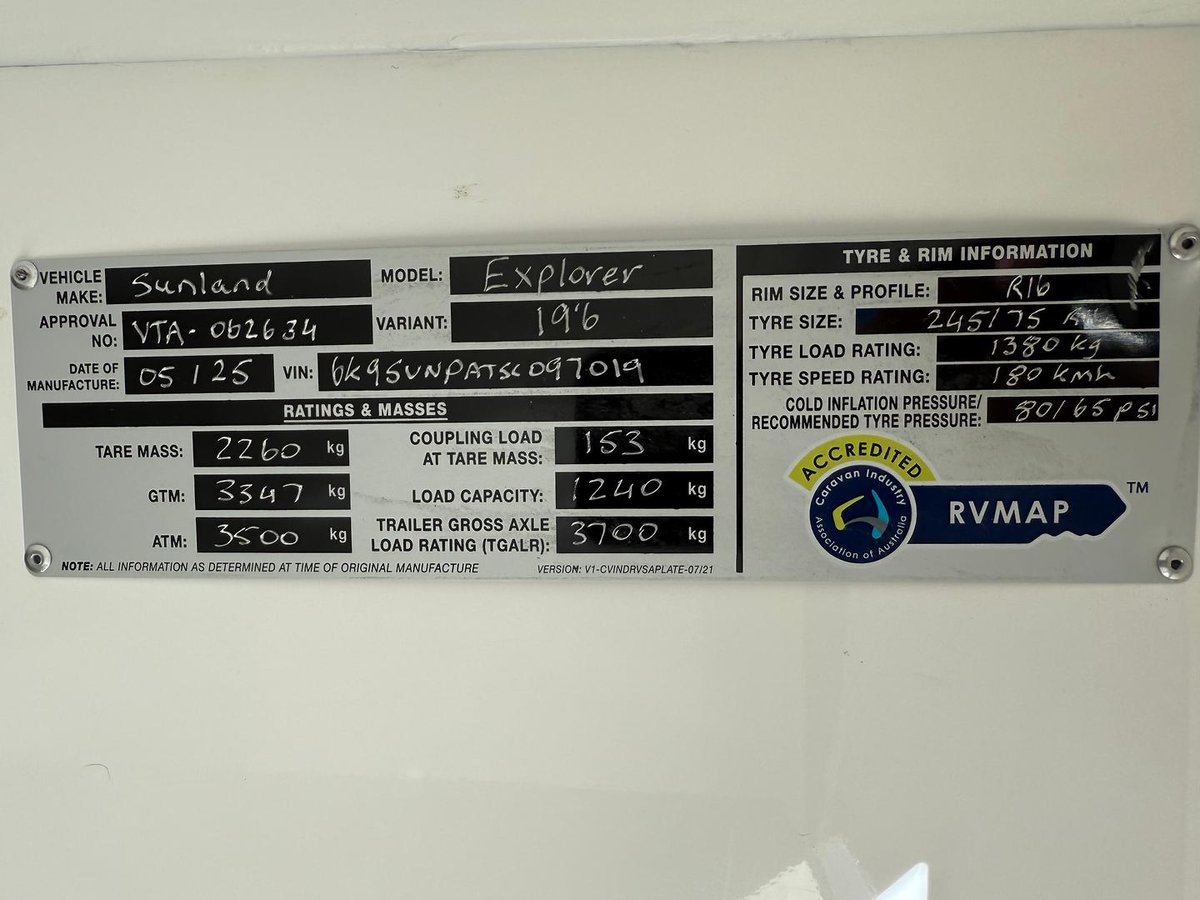 VEHICLE MAKE: Sunland MODEL: Explorer
APPROVAL NO: VTA-062634 VARIANT: 19'6
DATE OF MANUFACTURE: 05/25 VIN: 6K9SUNPATSK097019
RATINGS & MASSES
TARE MASS: 2260 kg COUPLING LOAD AT TARE MASS: 153 kg
GTM: 3347 kg LOAD CAPACITY: 1240 kg
ATM: 3500 kg TRAILER GROSS AXLE LOAD RATING (TGALR): 3700 kg
NOTE: ALL INFORMATION AS DETERMINED AT TIME OF ORIGINAL MANUFACTURE VERSION: V1-CVINDRVSAPLATE-07/21
TYRE & RIM INFORMATION
RIM SIZE & PROFILE: R16
TYRE SIZE: 245/75
TYRE LOAD RATING: 1380 kg
TYRE SPEED RATING: 180 kmh
COLD INFLATION PRESSURE/ RECOMMENDED TYRE PRESSURE: 80/65 PSI
ACCREDITED
Caravan Industry Association of Australia
RVMAP TM